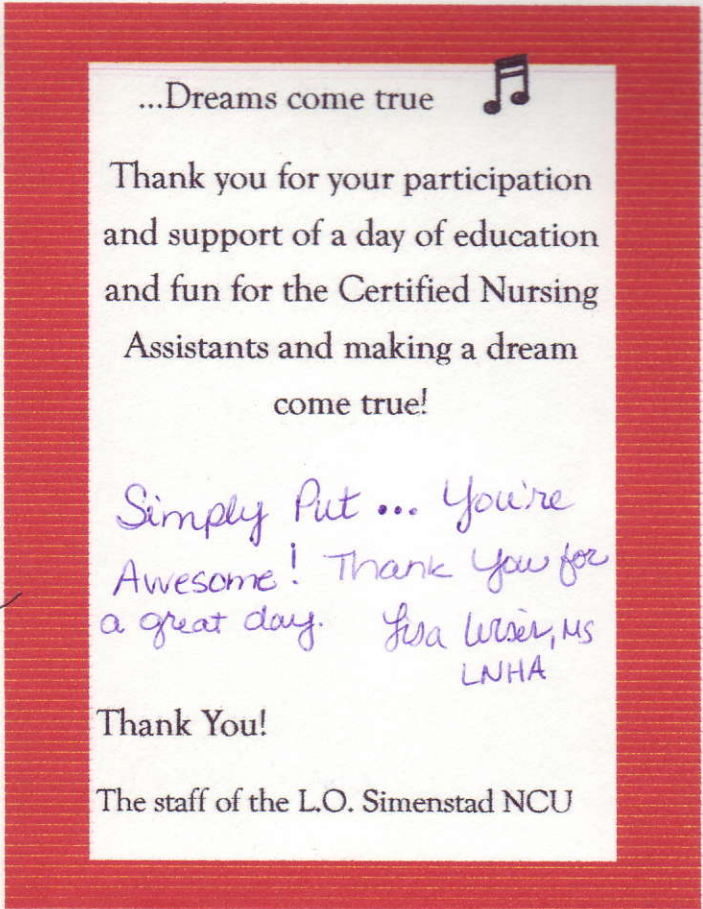 ...Dreams come true
Thank you for your participation
and support of a day of education
and fun for the Certified Nursing
Assistants and making a dream
come true!
Simply Put ... You're
Awesome! Thank You for
a great day. Lisa
, MS
LNHA
Thank You!
The staff of the L.O. Simenstad NCU